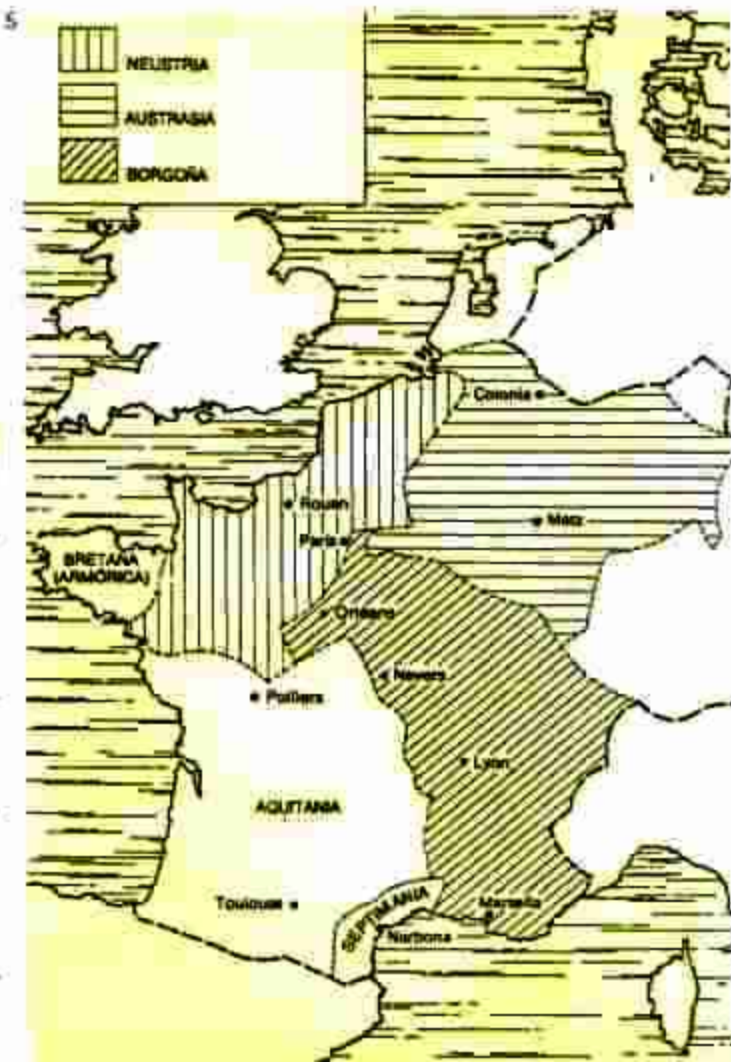 5
NEUSTRIA
AUSTRASIA
BORGOÑA
Colonia
Rouen
Metz
París
BRETAÑA
(ARMÓRICA)
Orléans
Nevers
Poitiers
Lyon
AQUITANIA
Toulouse
SEPTIMANIA
Marsella
Narbona